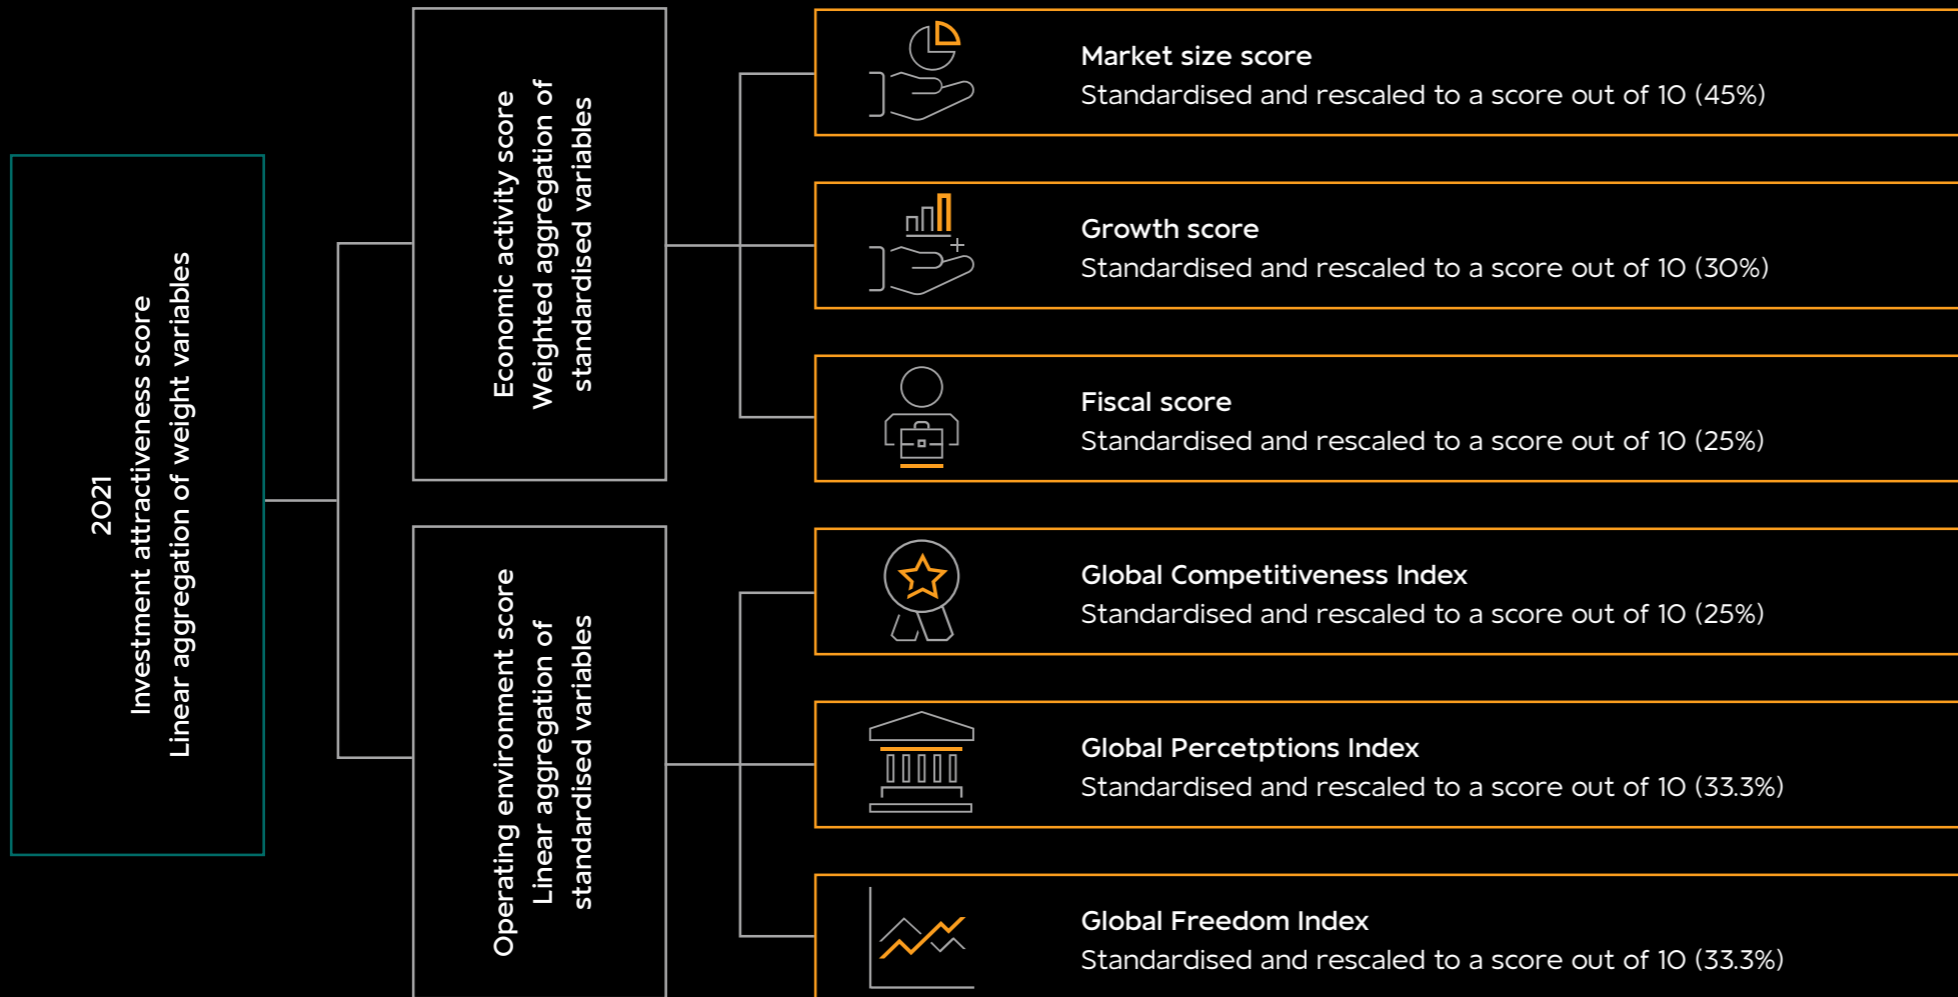 2021
Investment attractiveness score
Linear aggregation of weight variables
Economic activity score
Weighted aggregation of
standardised variables
Market size score
Standardised and rescaled to a score out of 10 (45%)
Growth score
Standardised and rescaled to a score out of 10 (30%)
Fiscal score
Standardised and rescaled to a score out of 10 (25%)
Operating environment score
Linear aggregation of
standardised variables
Global Competitiveness Index
Standardised and rescaled to a score out of 10 (25%)
Global Percetptions Index
Standardised and rescaled to a score out of 10 (33.3%)
Global Freedom Index
Standardised and rescaled to a score out of 10 (33.3%)